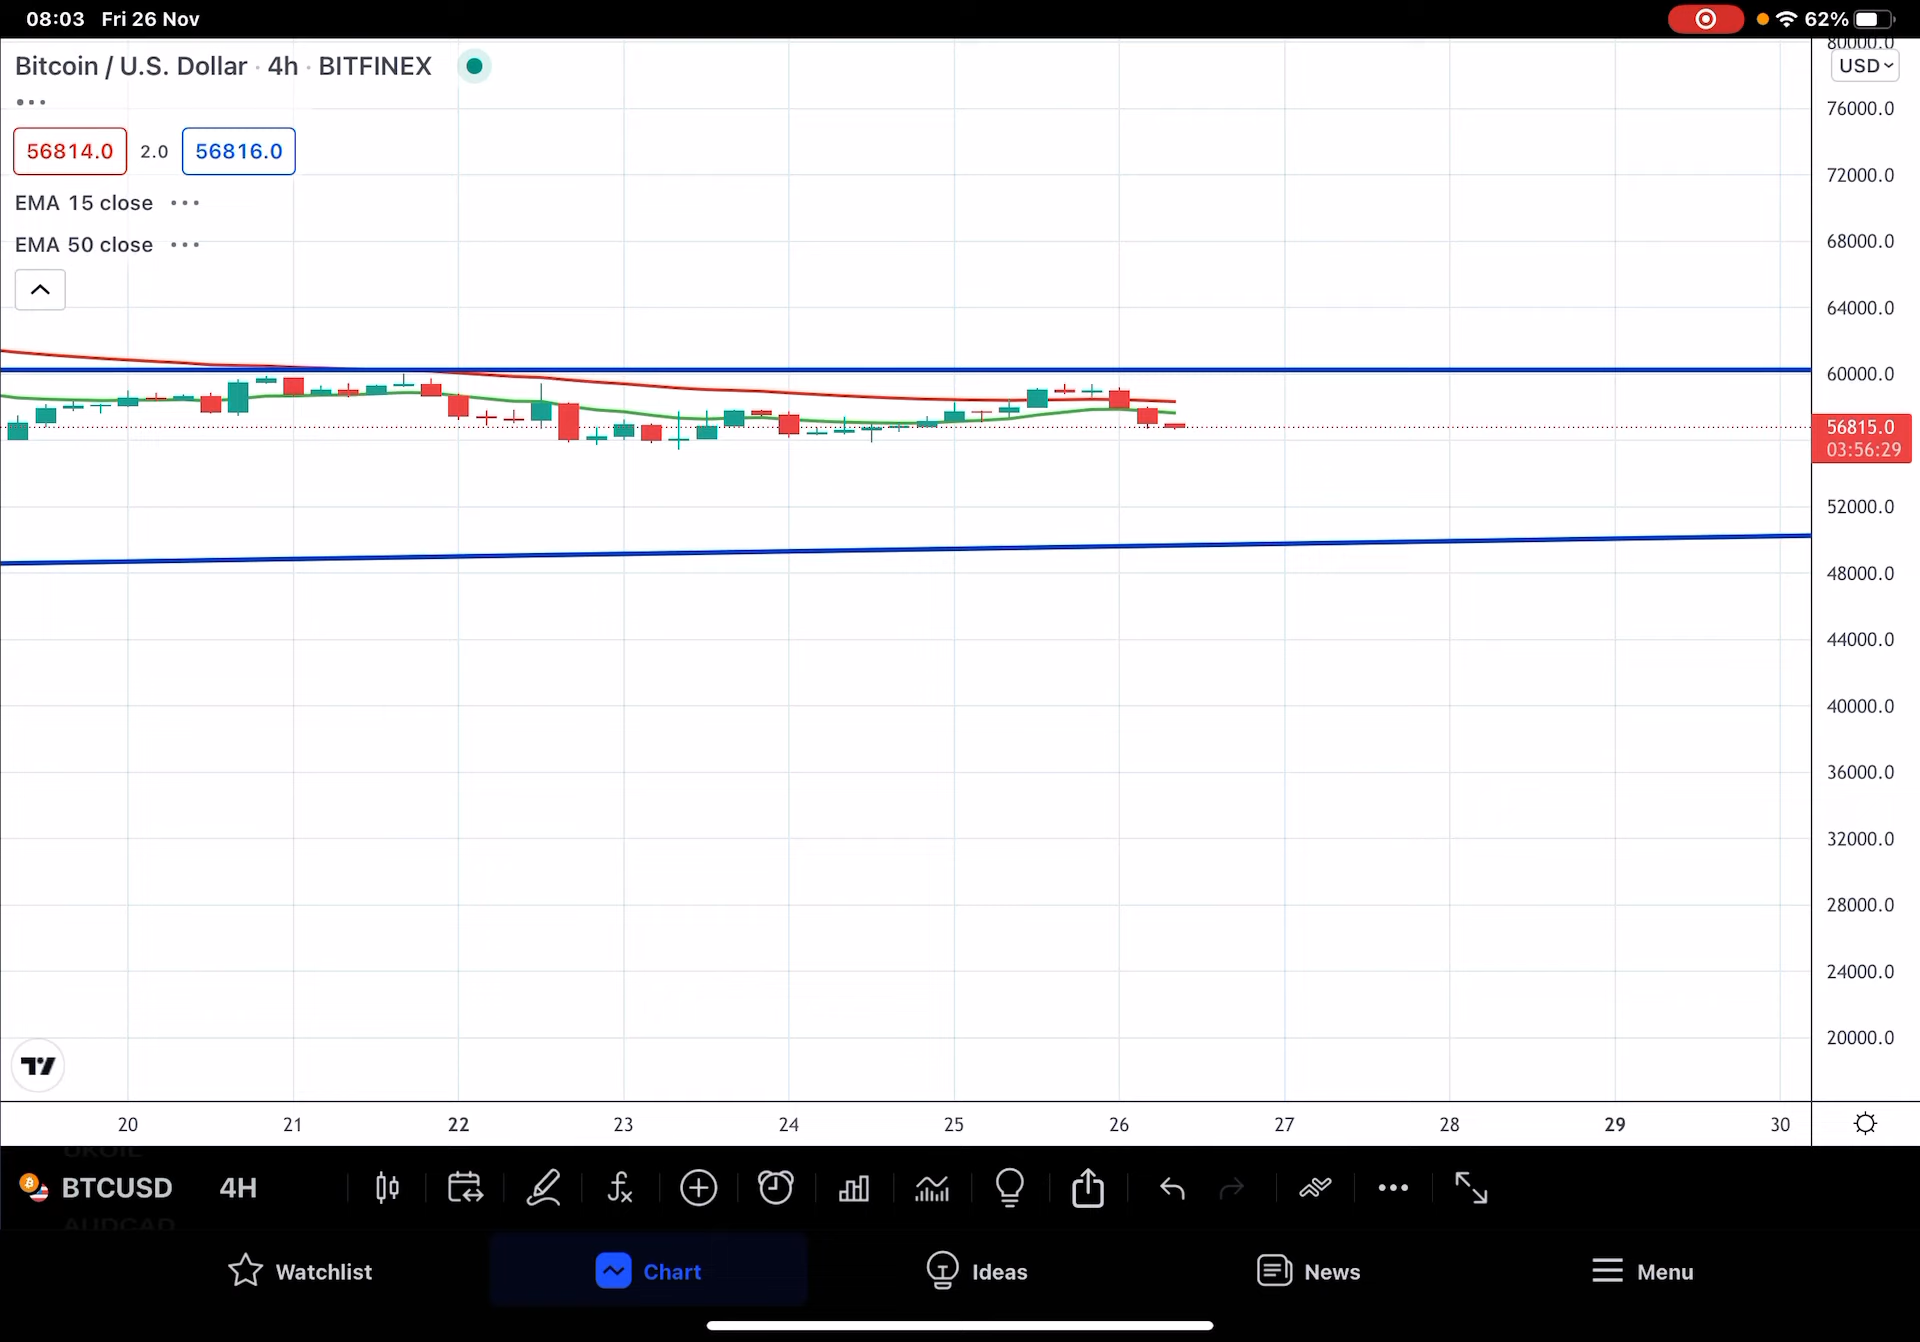 08:03 Fri 26 Nov
62%
80000.0
Bitcoin / U.S. Dollar · 4h · BITFINEX
USD
76000.0
56814.0 2.0 56816.0
72000.0
EMA 15 close
EMA 50 close
68000.0
64000.0
60000.0
56815.0
03:56:29
52000.0
48000.0
44000.0
40000.0
36000.0
32000.0
28000.0
24000.0
20000.0
20 21 22 23 24 25 26 27 28 29 30
UKOIL
BTCUSD 4H
AUDCAD
Watchlist Chart Ideas News Menu